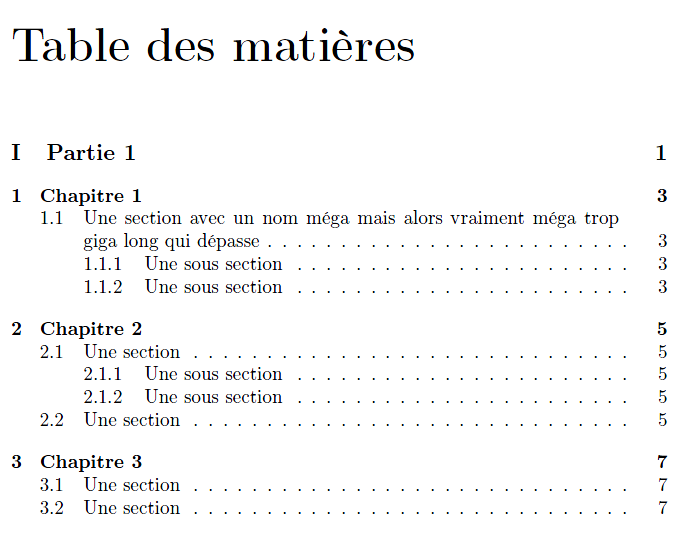 Table des matières
I Partie 1 1
1 Chapitre 1 3
1.1 Une section avec un nom méga mais alors vraiment méga trop
giga long qui dépasse . . . . . . . . . . . . . . . . . . . . . . . . . 3
1.1.1 Une sous section . . . . . . . . . . . . . . . . . . . . . . . 3
1.1.2 Une sous section . . . . . . . . . . . . . . . . . . . . . . . 3
2 Chapitre 2 5
2.1 Une section . . . . . . . . . . . . . . . . . . . . . . . . . . . . . . 5
2.1.1 Une sous section . . . . . . . . . . . . . . . . . . . . . . . 5
2.1.2 Une sous section . . . . . . . . . . . . . . . . . . . . . . . 5
2.2 Une section . . . . . . . . . . . . . . . . . . . . . . . . . . . . . . 5
3 Chapitre 3 7
3.1 Une section . . . . . . . . . . . . . . . . . . . . . . . . . . . . . . 7
3.2 Une section . . . . . . . . . . . . . . . . . . . . . . . . . . . . . . 7